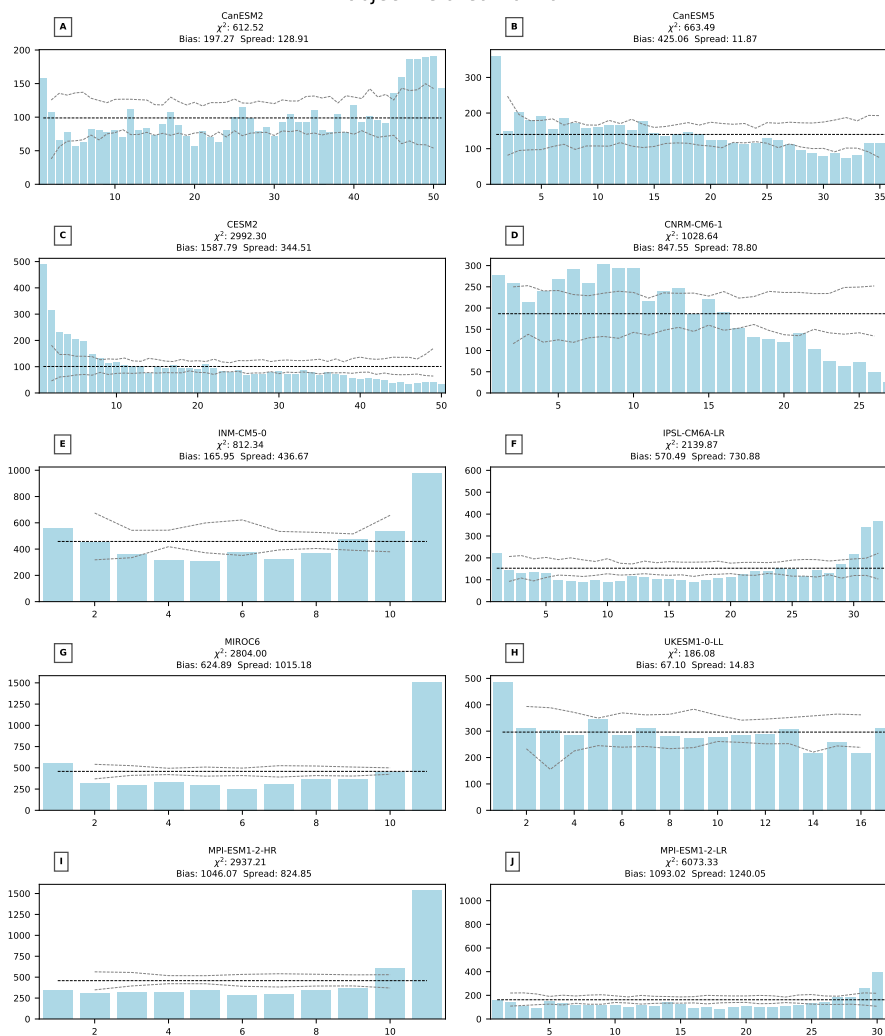 A
CanESM2
χ²: 612.52
Bias: 197.27 Spread: 128.91
200
150
100
50
0
10 20 30 40 50
B
CanESM5
χ²: 663.49
Bias: 425.06 Spread: 11.87
300
200
100
0
5 10 15 20 25 30 35
C
CESM2
χ²: 2992.30
Bias: 1587.79 Spread: 344.51
500
400
300
200
100
0
10 20 30 40 50
D
CNRM-CM6-1
χ²: 1028.64
Bias: 847.55 Spread: 78.80
300
250
200
150
100
50
0
5 10 15 20 25
E
INM-CM5-0
χ²: 812.34
Bias: 165.95 Spread: 436.67
1000
800
600
400
200
0
2 4 6 8 10
F
IPSL-CM6A-LR
χ²: 2139.87
Bias: 570.49 Spread: 730.88
600
500
400
300
200
100
0
5 10 15 20 25 30
G
MIROC6
χ²: 2804.00
Bias: 624.89 Spread: 1015.18
1500
1250
1000
750
500
250
0
2 4 6 8 10
H
UKESM1-0-LL
χ²: 186.08
Bias: 67.10 Spread: 14.83
500
400
300
200
100
0
2 4 6 8 10 12 14 16
I
MPI-ESM1-2-HR
χ²: 2937.21
Bias: 1046.07 Spread: 824.85
1500
1250
1000
750
500
250
0
2 4 6 8 10
J
MPI-ESM1-2-LR
χ²: 6073.33
Bias: 1093.02 Spread: 1240.05
1000
800
600
400
200
0
5 10 15 20 25 30